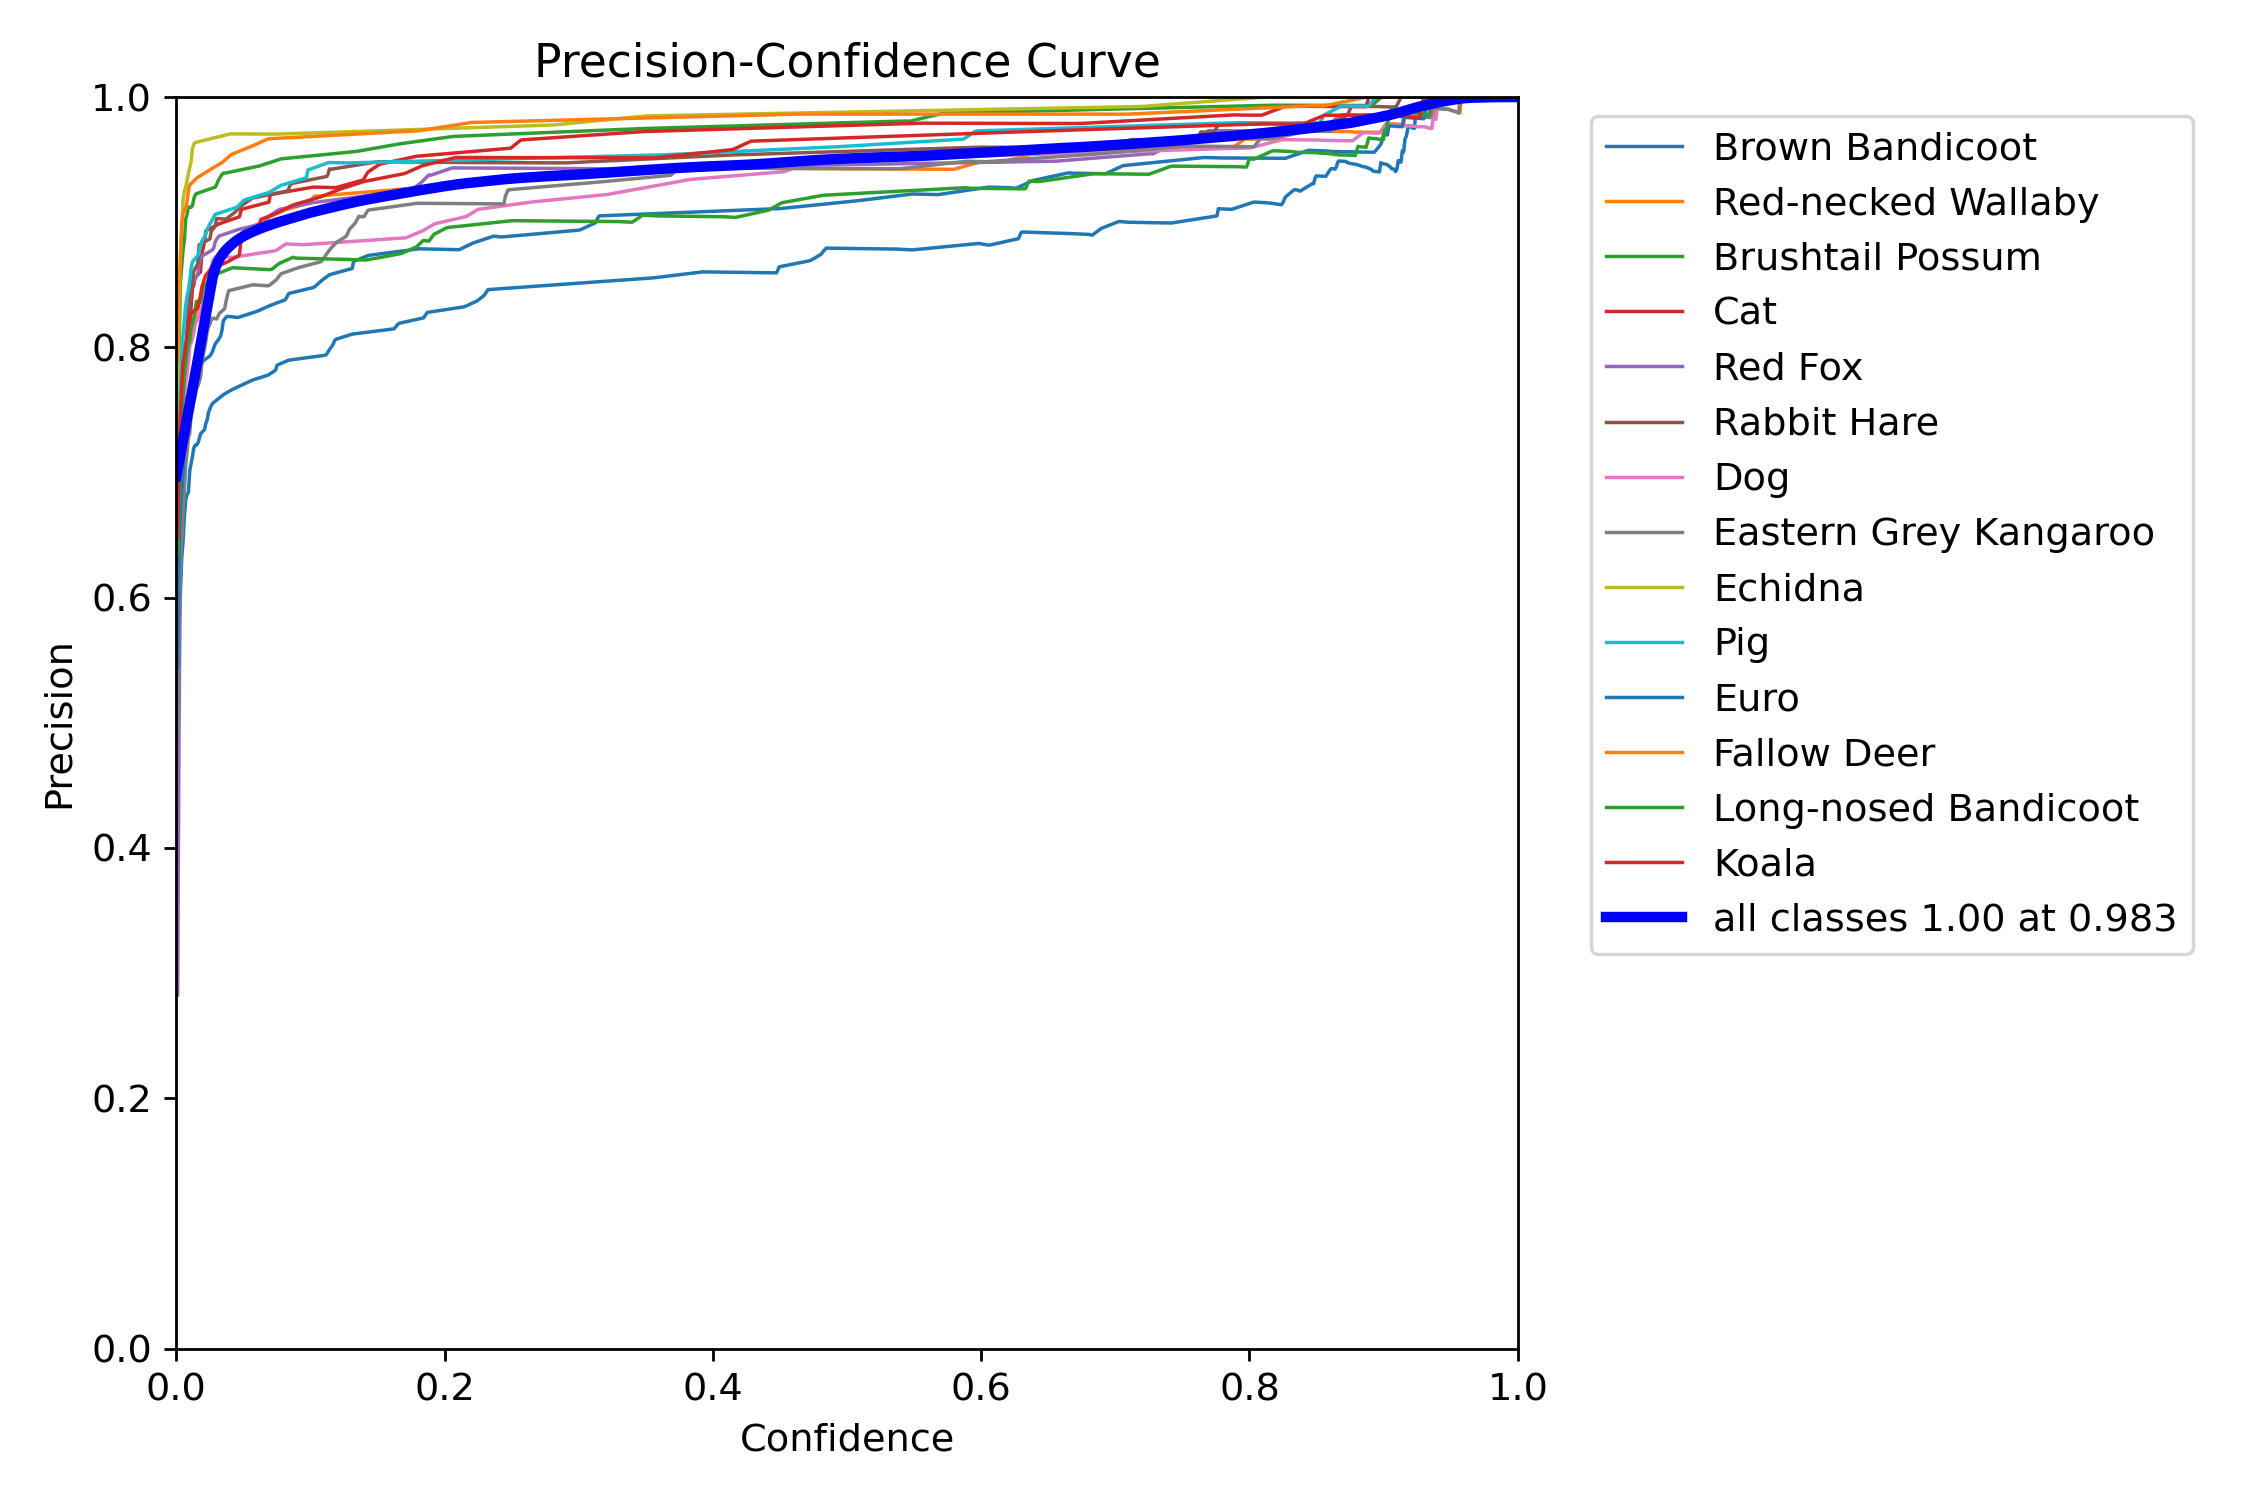 Precision-Confidence Curve
1.0
0.8
0.6
0.4
0.2
0.0
Precision
0.0 0.2 0.4 0.6 0.8 1.0
Confidence
Brown Bandicoot
Red-necked Wallaby
Brushtail Possum
Cat
Red Fox
Rabbit Hare
Dog
Eastern Grey Kangaroo
Echidna
Pig
Euro
Fallow Deer
Long-nosed Bandicoot
Koala
all classes 1.00 at 0.983